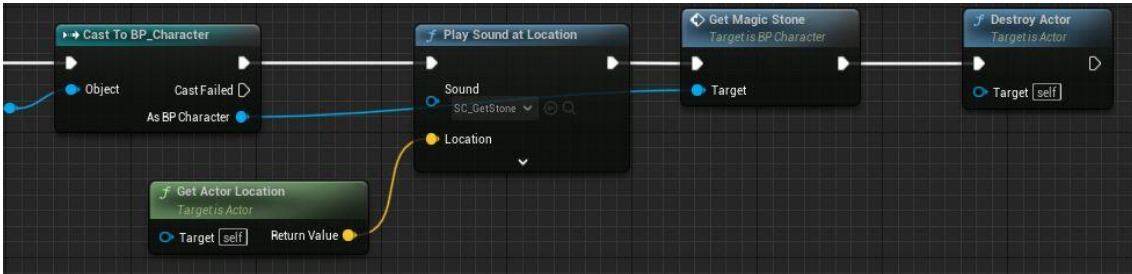 Cast To BP_Character
Object
Cast Failed
As BP Character
f Play Sound at Location
Sound
SC_GetStone
Location
Get Magic Stone
Target is BP Character
Target
f Destroy Actor
Target is Actor
Target self
f Get Actor Location
Target is Actor
Target self Return Value